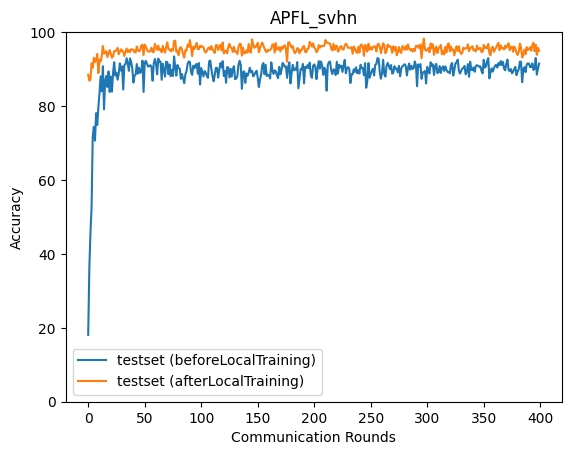 APFL_svhn
100
80
60
40
20
0
Accuracy
testset (beforeLocalTraining)
testset (afterLocalTraining)
0 50 100 150 200 250 300 350 400
Communication Rounds